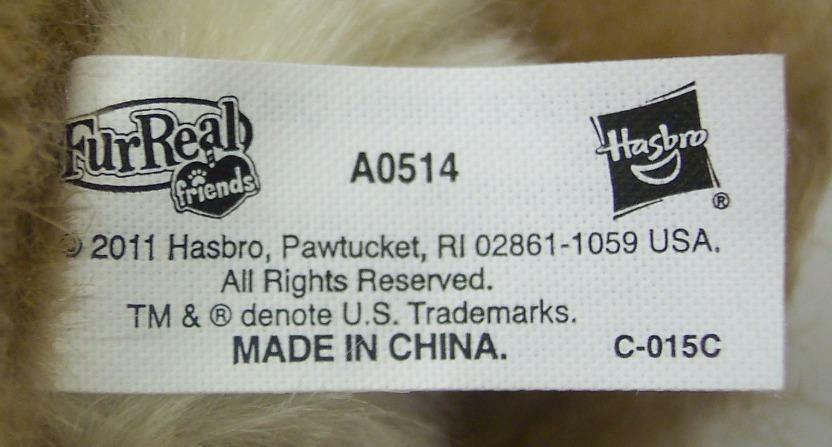 FurReal
friends
A0514
Hasbro
®
© 2011 Hasbro, Pawtucket, RI 02861-1059 USA.
All Rights Reserved.
TM & ® denote U.S. Trademarks.
MADE IN CHINA. C-015C